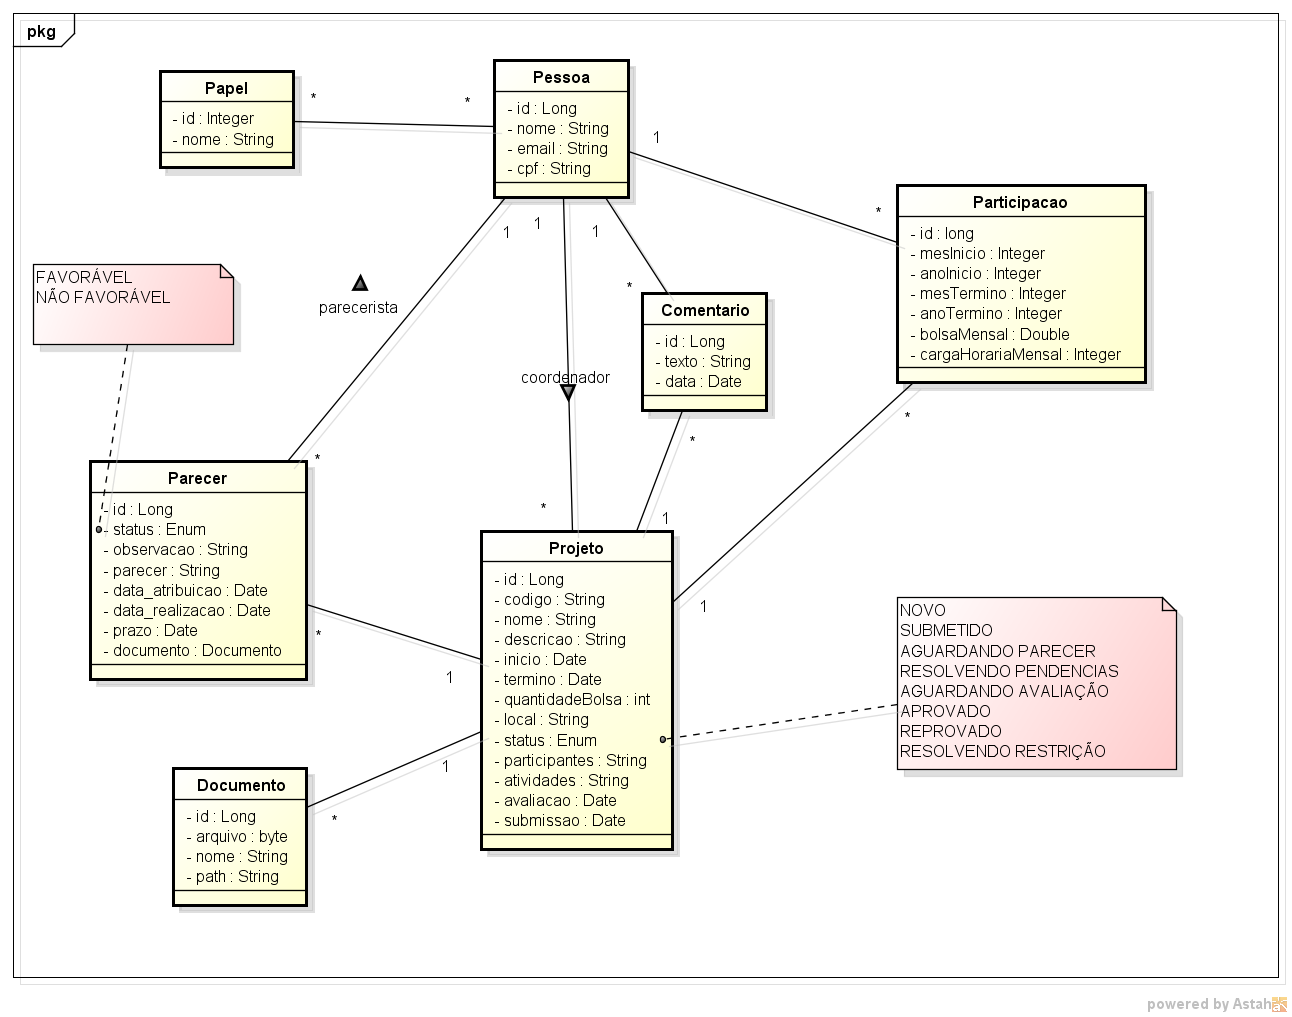 pkg
Papel
- id : Integer
- nome : String
*
*
Pessoa
- id : Long
- nome : String
- email : String
- cpf : String
1
*
Participacao
- id : long
- mesInicio : Integer
- anoInicio : Integer
- mesTermino : Integer
- anoTermino : Integer
- bolsaMensal : Double
- cargaHorariaMensal : Integer
1
1
1
FAVORÁVEL
NÃO FAVORÁVEL
parecerista
*
Comentario
- id : Long
- texto : String
- data : Date
coordenador
*
*
*
*
1
Parecer
- id : Long
- status : Enum
- observacao : String
- parecer : String
- data_atribuicao : Date
- data_realizacao : Date
- prazo : Date
- documento : Documento
*
1
Projeto
- id : Long
- codigo : String
- nome : String
- descricao : String
- inicio : Date
- termino : Date
- quantidadeBolsa : int
- local : String
- status : Enum
- participantes : String
- atividades : String
- avaliacao : Date
- submissao : Date
1
NOVO
SUBMETIDO
AGUARDANDO PARECER
RESOLVENDO PENDENCIAS
AGUARDANDO AVALIAÇÃO
APROVADO
REPROVADO
RESOLVENDO RESTRIÇÃO
1
*
Documento
- id : Long
- arquivo : byte
- nome : String
- path : String
powered by Astah